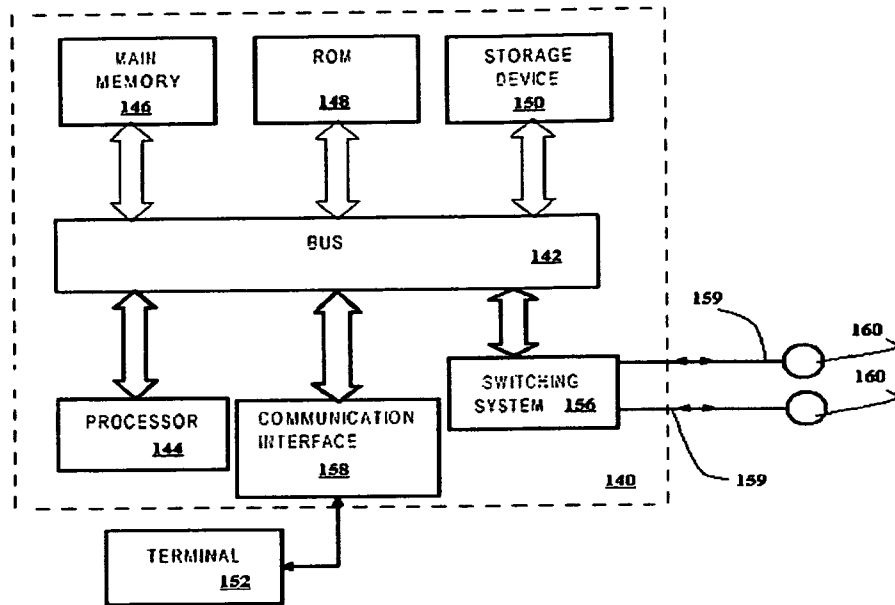 MAIN
MEMORY
146
ROM
148
STORAGE
DEVICE
150
BUS
142
159
160
160
SWITCHING
SYSTEM 156
PROCESSOR
144
COMMUNICATION
INTERFACE
158
140
159
TERMINAL
152